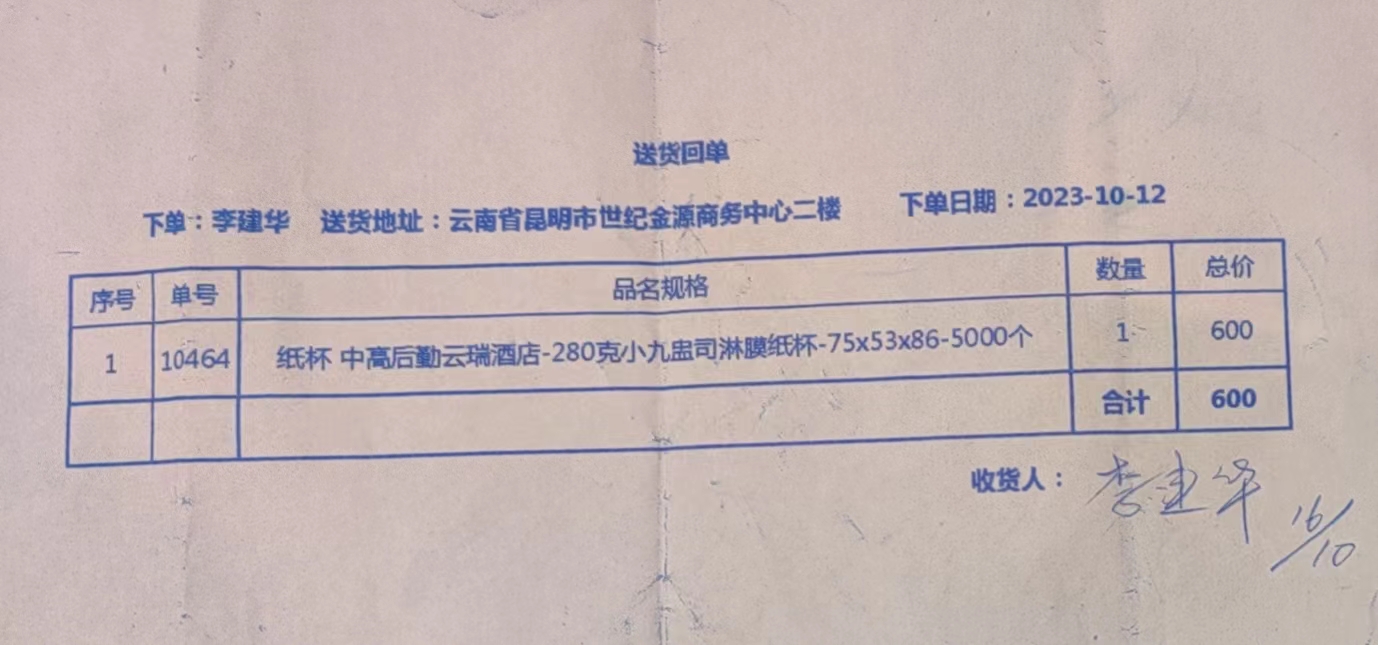 送货回单
下单：李建华 送货地址：云南省昆明市世纪金源商务中心二楼 下单日期：2023-10-12
序号 单号 品名规格 数量 总价
1 10464 纸杯 中高后勤云瑞酒店-280克小九盅司淋膜纸杯-75x53x86-5000个 1 600
合计 600
收货人：李建华 16/10